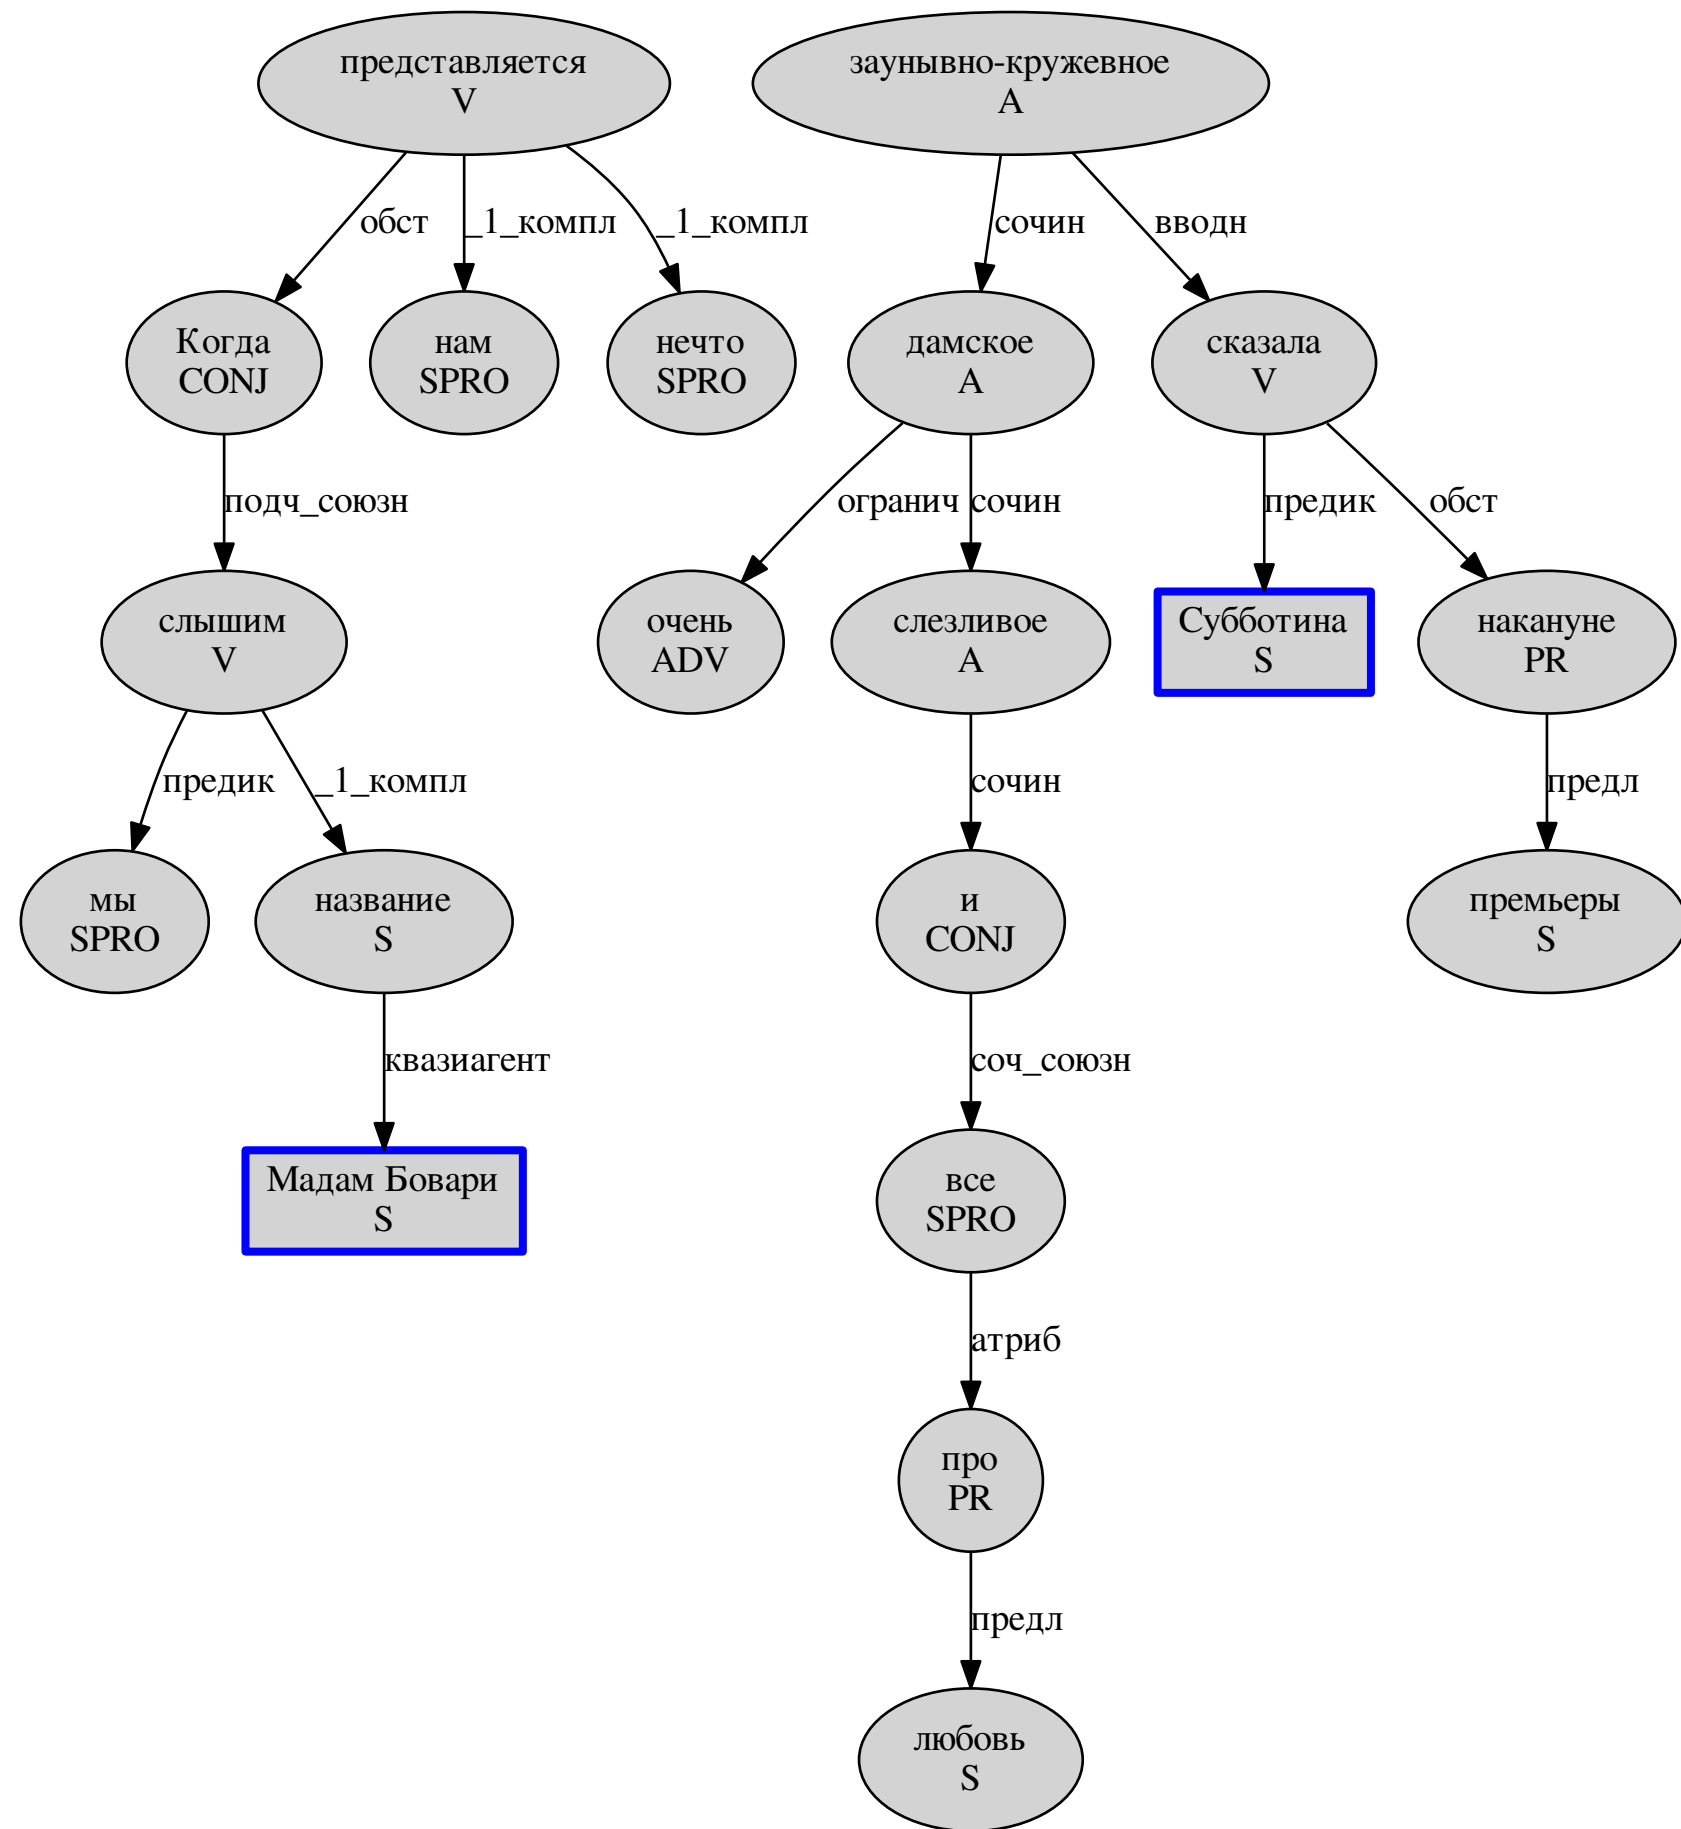 представляется
V
заунывно-кружевное
A
обст
_1_компл
_1_компл
сочин
вводн
Когда
CONJ
нам
SPRO
нечто
SPRO
дамское
A
сказала
V
подч_союзн
огранич
сочин
предик
обст
слышим
V
очень
ADV
слезливое
A
Субботина
S
накануне
PR
предик
_1_компл
сочин
предл
мы
SPRO
название
S
и
CONJ
премьеры
S
квазиагент
соч_союзн
Мадам Бовари
S
все
SPRO
атриб
про
PR
предл
любовь
S